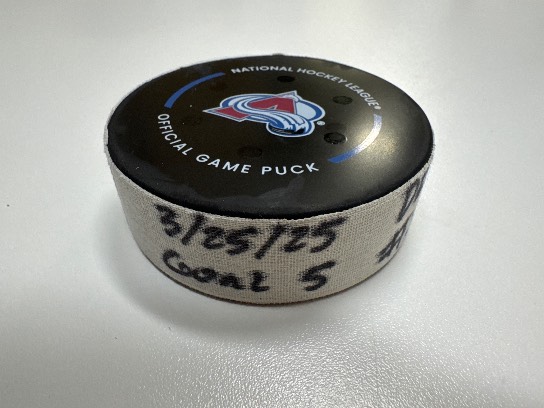 NATIONAL HOCKEY LEAGUE®
OFFICIAL GAME PUCK
3/25/25
GOAL 5
D
#